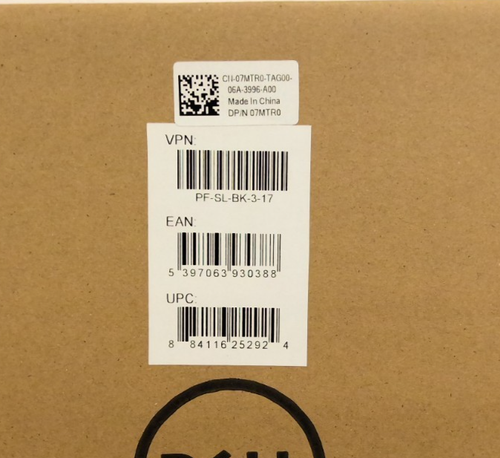 CN-07MTR0-TAG00-
06A-3996-A00
Made In China
DP/N 07MTR0
VPN:
PF-SL-BK-3-17
EAN:
5 397063 930388
UPC:
8 84116 25292 4
DELL